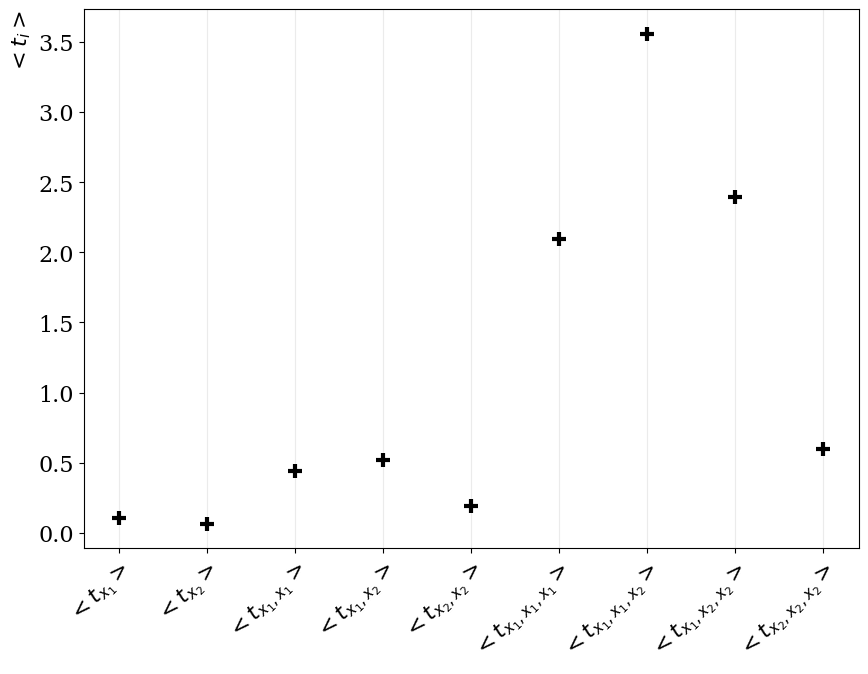 < t_i >
3.5
3.0
2.5
2.0
1.5
1.0
0.5
0.0
< t_{x_1} >
< t_{x_2} >
< t_{x_1, x_1} >
< t_{x_1, x_2} >
< t_{x_2, x_2} >
< t_{x_1, x_1, x_1} >
< t_{x_1, x_1, x_2} >
< t_{x_1, x_2, x_2} >
< t_{x_2, x_2, x_2} >